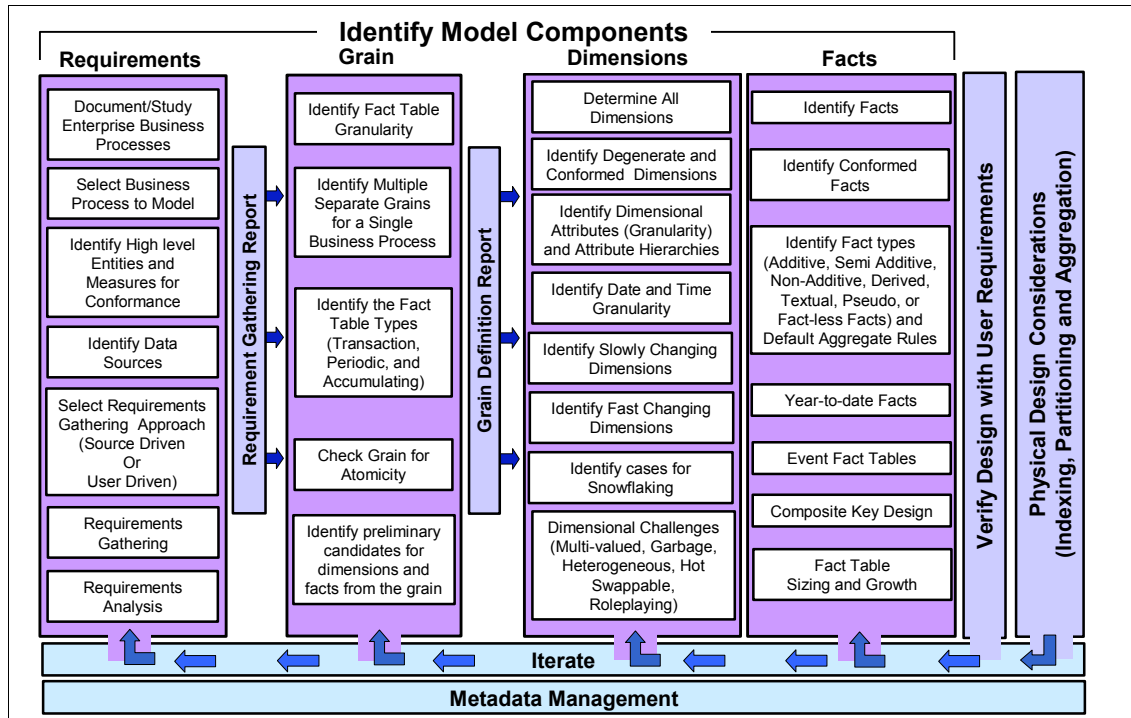 Identify Model Components
Requirements
Document/Study
Enterprise Business
Processes
Select Business
Process to Model
Identify High level
Entities and
Measures for
Conformance
Identify Data
Sources
Select Requirements
Gathering Approach
(Source Driven
Or
User Driven)
Requirements
Gathering
Requirements
Analysis
Requirement Gathering Report
Grain
Identify Fact Table
Granularity
Identify Multiple
Separate Grains
for a Single
Business Process
Identify the Fact
Table Types
(Transaction,
Periodic, and
Accumulating)
Check Grain for
Atomicity
Identify preliminary
candidates for
dimensions and
facts from the grain
Grain Definition Report
Dimensions
Determine All
Dimensions
Identify Degenerate and
Conformed Dimensions
Identify Dimensional
Attributes (Granularity)
and Attribute Hierarchies
Identify Date and Time
Granularity
Identify Slowly Changing
Dimensions
Identify Fast Changing
Dimensions
Identify cases for
Snowflaking
Dimensional Challenges
(Multi-valued, Garbage,
Heterogeneous, Hot
Swappable,
Roleplaying)
Facts
Identify Facts
Identify Conformed
Facts
Identify Fact types
(Additive, Semi Additive,
Non-Additive, Derived,
Textual, Pseudo, or
Fact-less Facts) and
Default Aggregate Rules
Year-to-date Facts
Event Fact Tables
Composite Key Design
Fact Table
Sizing and Growth
Verify Design with User Requirements
Physical Design Considerations
(Indexing, Partitioning and Aggregation)
Iterate
Metadata Management